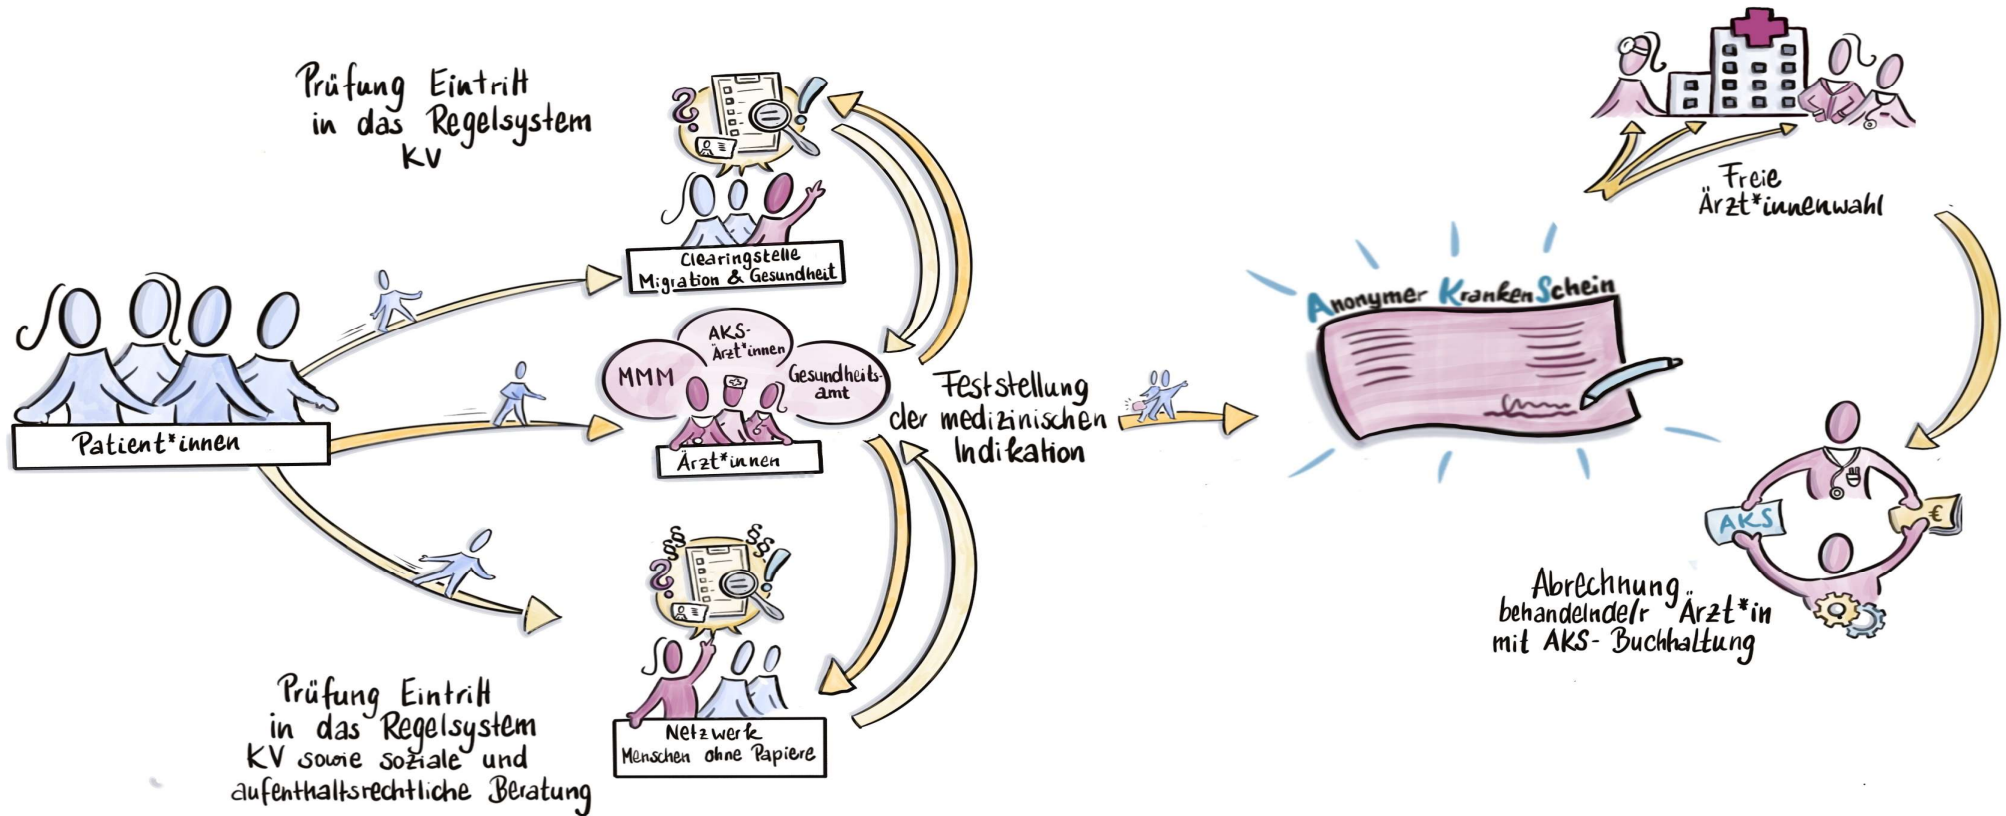 Prüfung Eintritt
in das Regelsystem
KV
Clearingstelle
Migration & Gesundheit
Patient*innen
AKS-
Ärzt*innen
MMM
Gesundheits-
amt
Ärzt*innen
Feststellung
der medizinischen
Indikation
Netzwerk
Menschen ohne Papiere
Prüfung Eintritt
in das Regelsystem
KV sowie soziale und
aufenthaltsrechtliche Beratung
Anonymer KrankenSchein
Freie
Ärzt*innenwahl
AKS
€
Abrechnung
behandelnde/r Ärzt*in
mit AKS-Buchhaltung